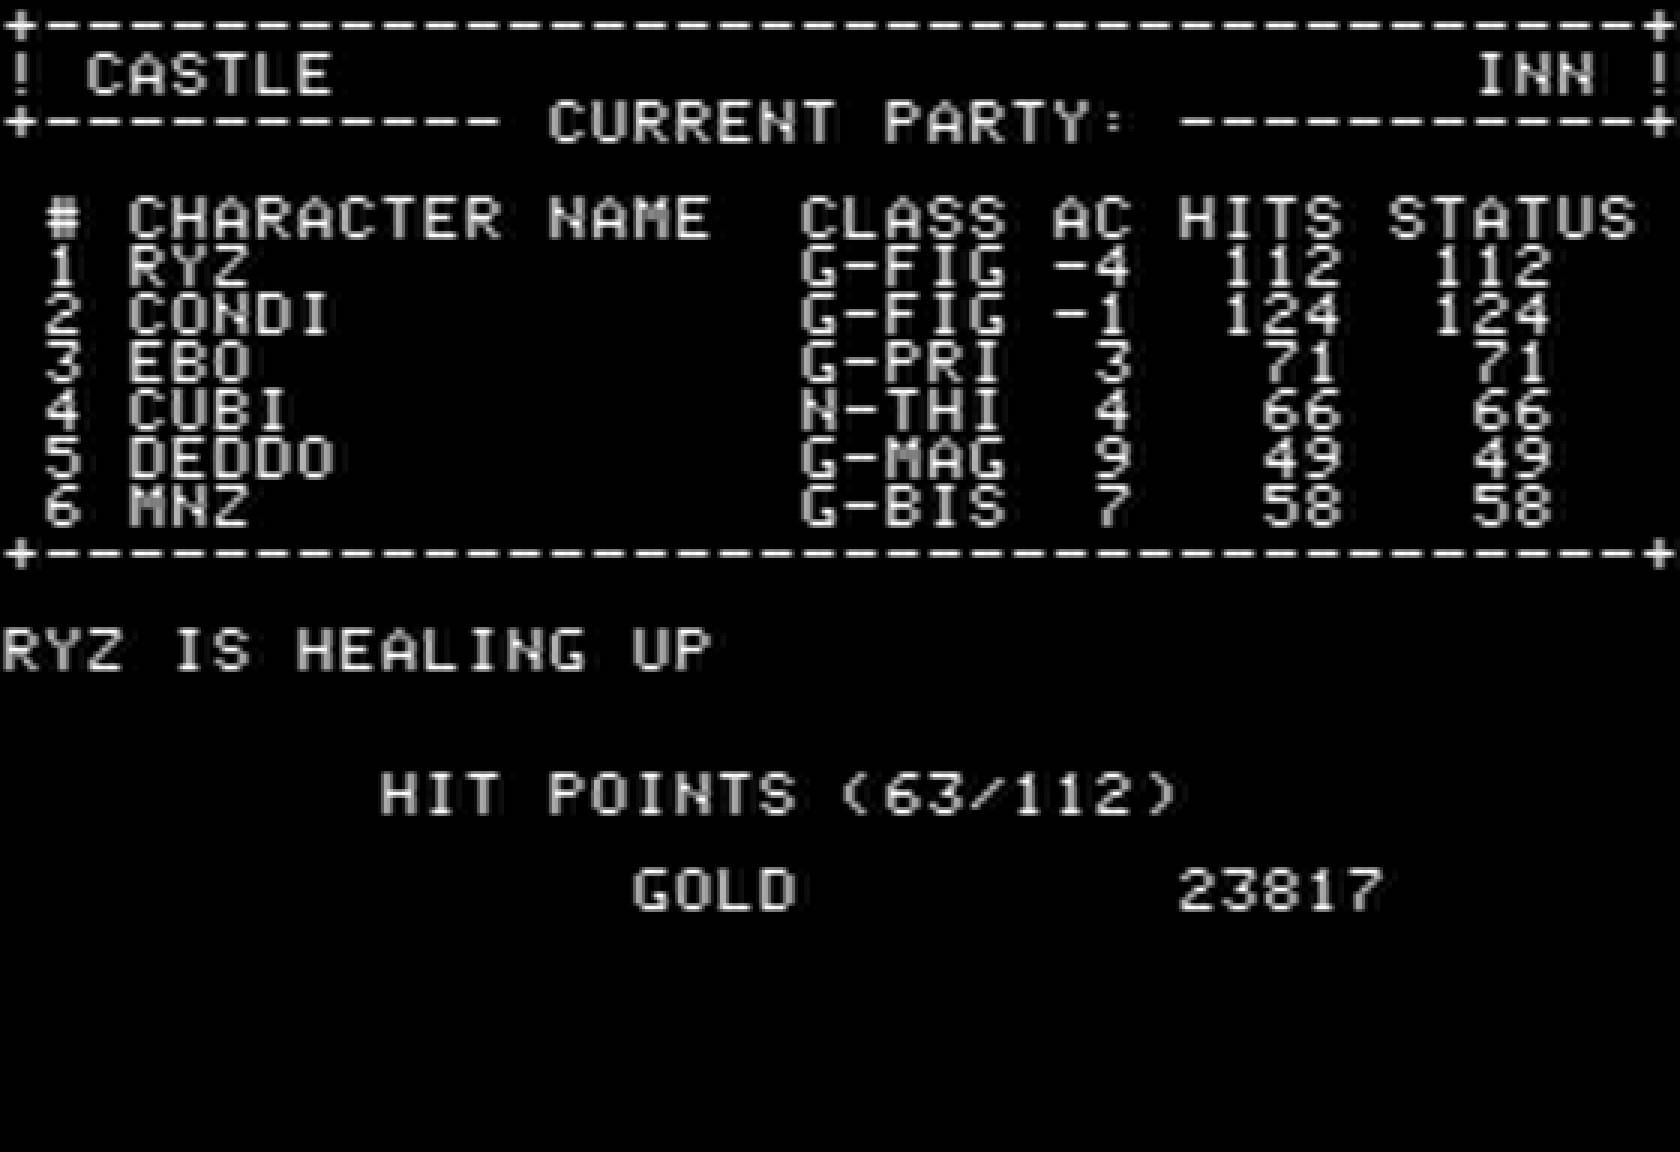 +--------------------------------------+
! CASTLE                           INN !
+----------- CURRENT PARTY: -----------+
 # CHARACTER NAME  CLASS AC HITS STATUS
 1 RYZ             G-FIG -4  112  112
 2 CONDI           G-FIG -1  124  124
 3 EBO             G-PRI  3   71   71
 4 CUBI            N-THI  4   66   66
 5 DEDDO           G-MAG  9   49   49
 6 MNZ             G-BIS  7   58   58
+--------------------------------------+
RYZ IS HEALING UP
         HIT POINTS (63/112)
               GOLD         23817